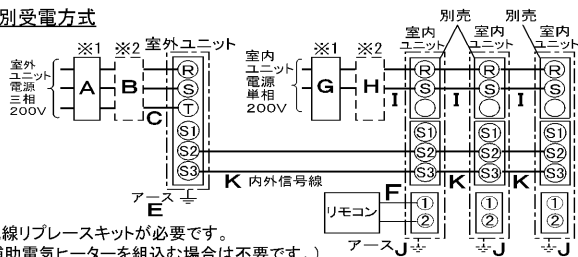 別受電方式
※1 ※2 室外ユニット
室外
ユニット
電源
三相
200V
A B C
R
S
T
S1
S2
S3
アース
E
※1 ※2
室内
ユニット
電源
単相
200V
G H
別売 別売
室内
ユニット
室内
ユニット
室内
ユニット
R R R
S S S
I I I
S1 S1 S1
S2 S2 S2
S3 S3 S3
K 内外信号線
K K
F
リモコン
① ① ①
② ② ②
アース J J J
線リプレースキットが必要です。
助電気ヒーターを組込む場合は不要です。)